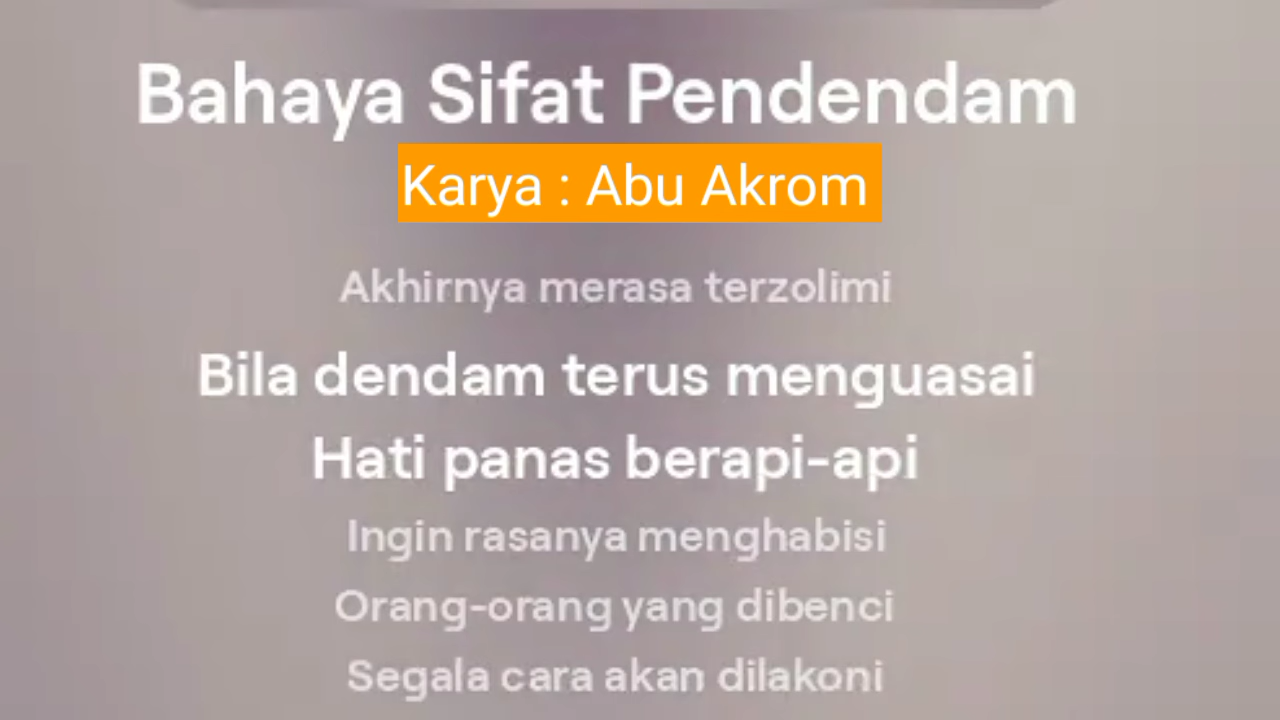 Bahaya Sifat Pendendam
Karya : Abu Akrom
Akhirnya merasa terzolimi
Bila dendam terus menguasai
Hati panas berapi-api
Ingin rasanya menghabisi
Orang-orang yang dibenci
Segala cara akan dilakoni